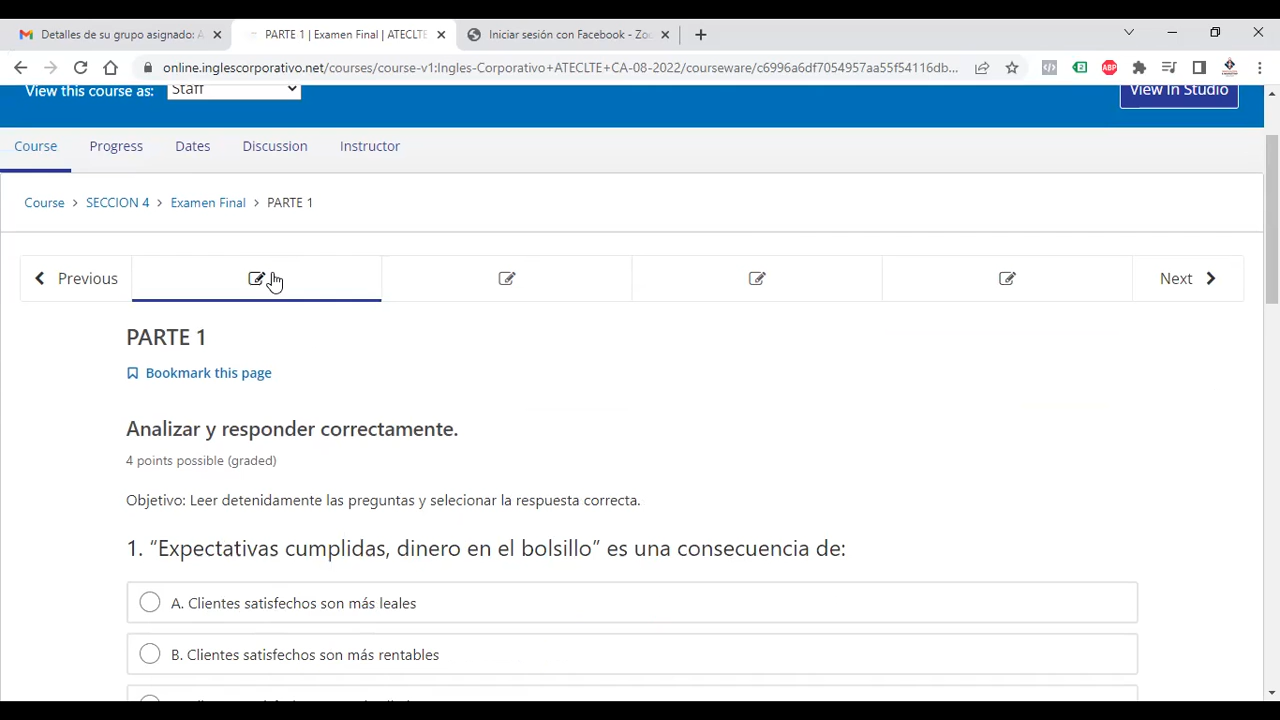 Detalles de su grupo asignado: A
PARTE 1 | Examen Final | ATECLTE
Iniciar sesión con Facebook - Zo
online.inglescorporativo.net/courses/course-v1:Ingles-Corporativo+ATECLTE+CA-08-2022/courseware/c6996a6df7054957aa55f54116db...
View this course as:
Staff
View In Studio
Course
Progress
Dates
Discussion
Instructor
Course > SECCION 4 > Examen Final > PARTE 1
Previous
Next
PARTE 1
Bookmark this page
Analizar y responder correctamente.
4 points possible (graded)
Objetivo: Leer detenidamente las preguntas y selecionar la respuesta correcta.
1. “Expectativas cumplidas, dinero en el bolsillo” es una consecuencia de:
A. Clientes satisfechos son más leales
B. Clientes satisfechos son más rentables